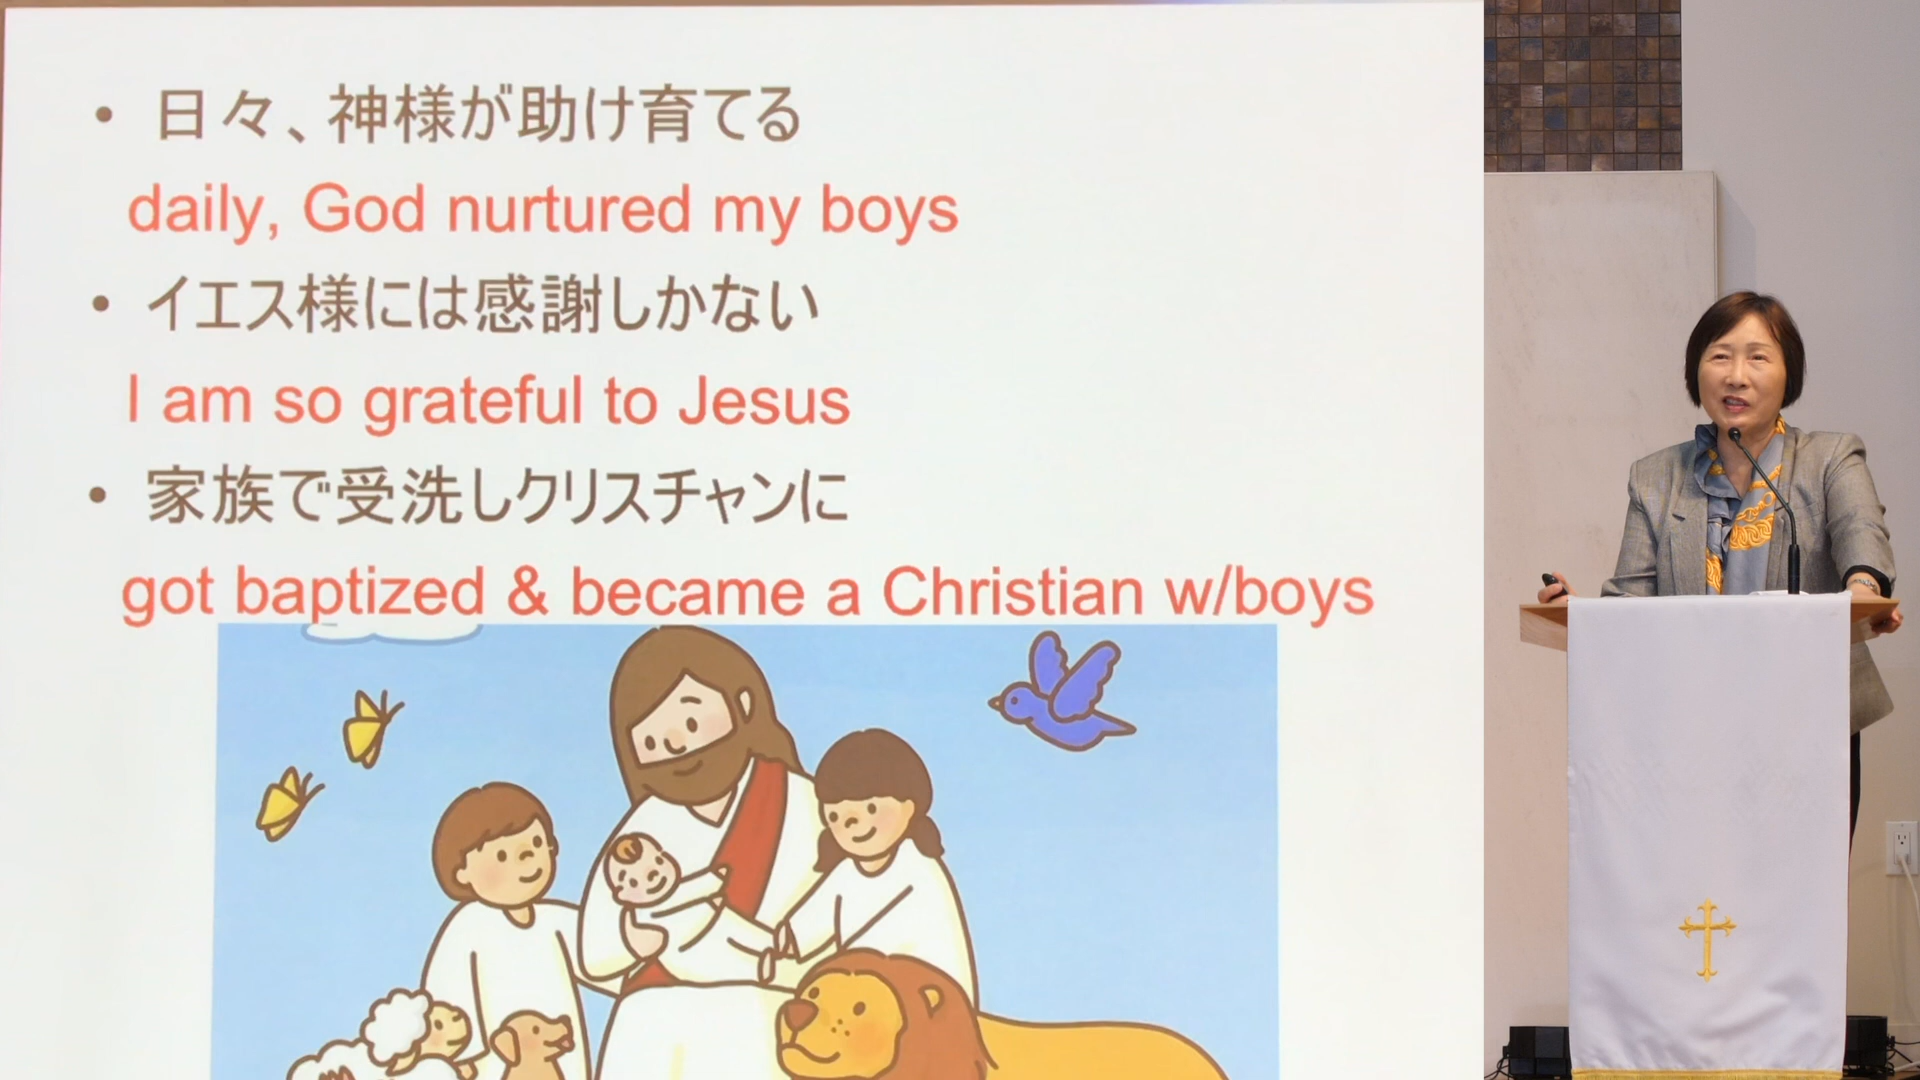 • 日々、神様が助け育てる
daily, God nurtured my boys
• イエス様には感謝しかない
I am so grateful to Jesus
• 家族で受洗しクリスチャンに
got baptized & became a Christian w/boys